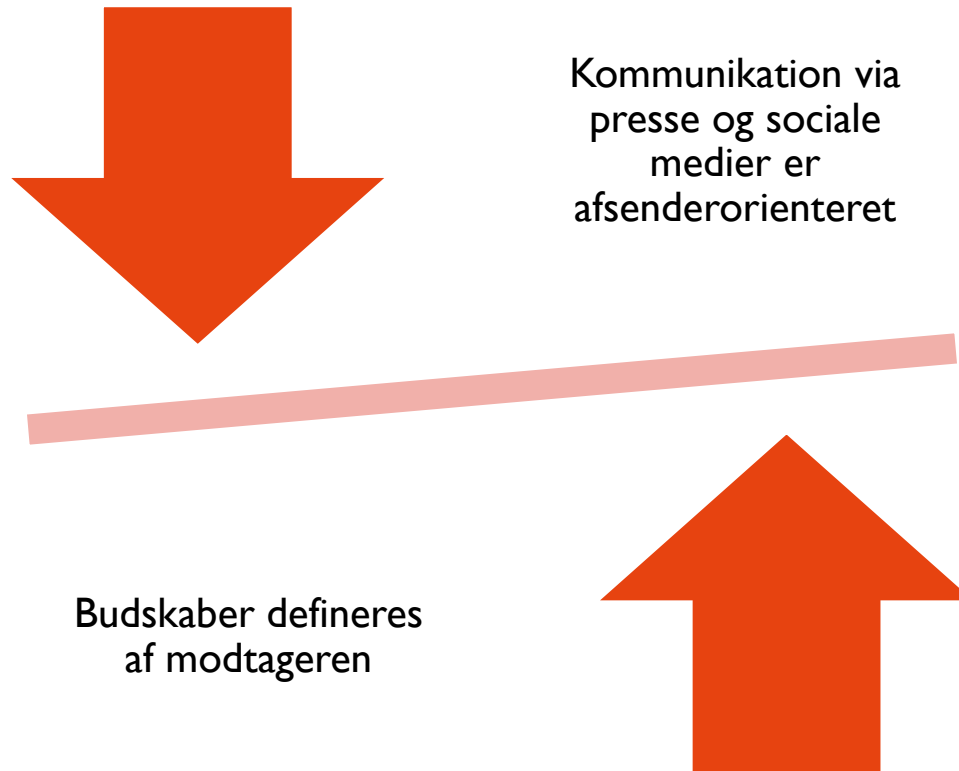 Kommunikation via
presse og sociale
medier er
afsenderorienteret
Budskaber defineres
af modtageren